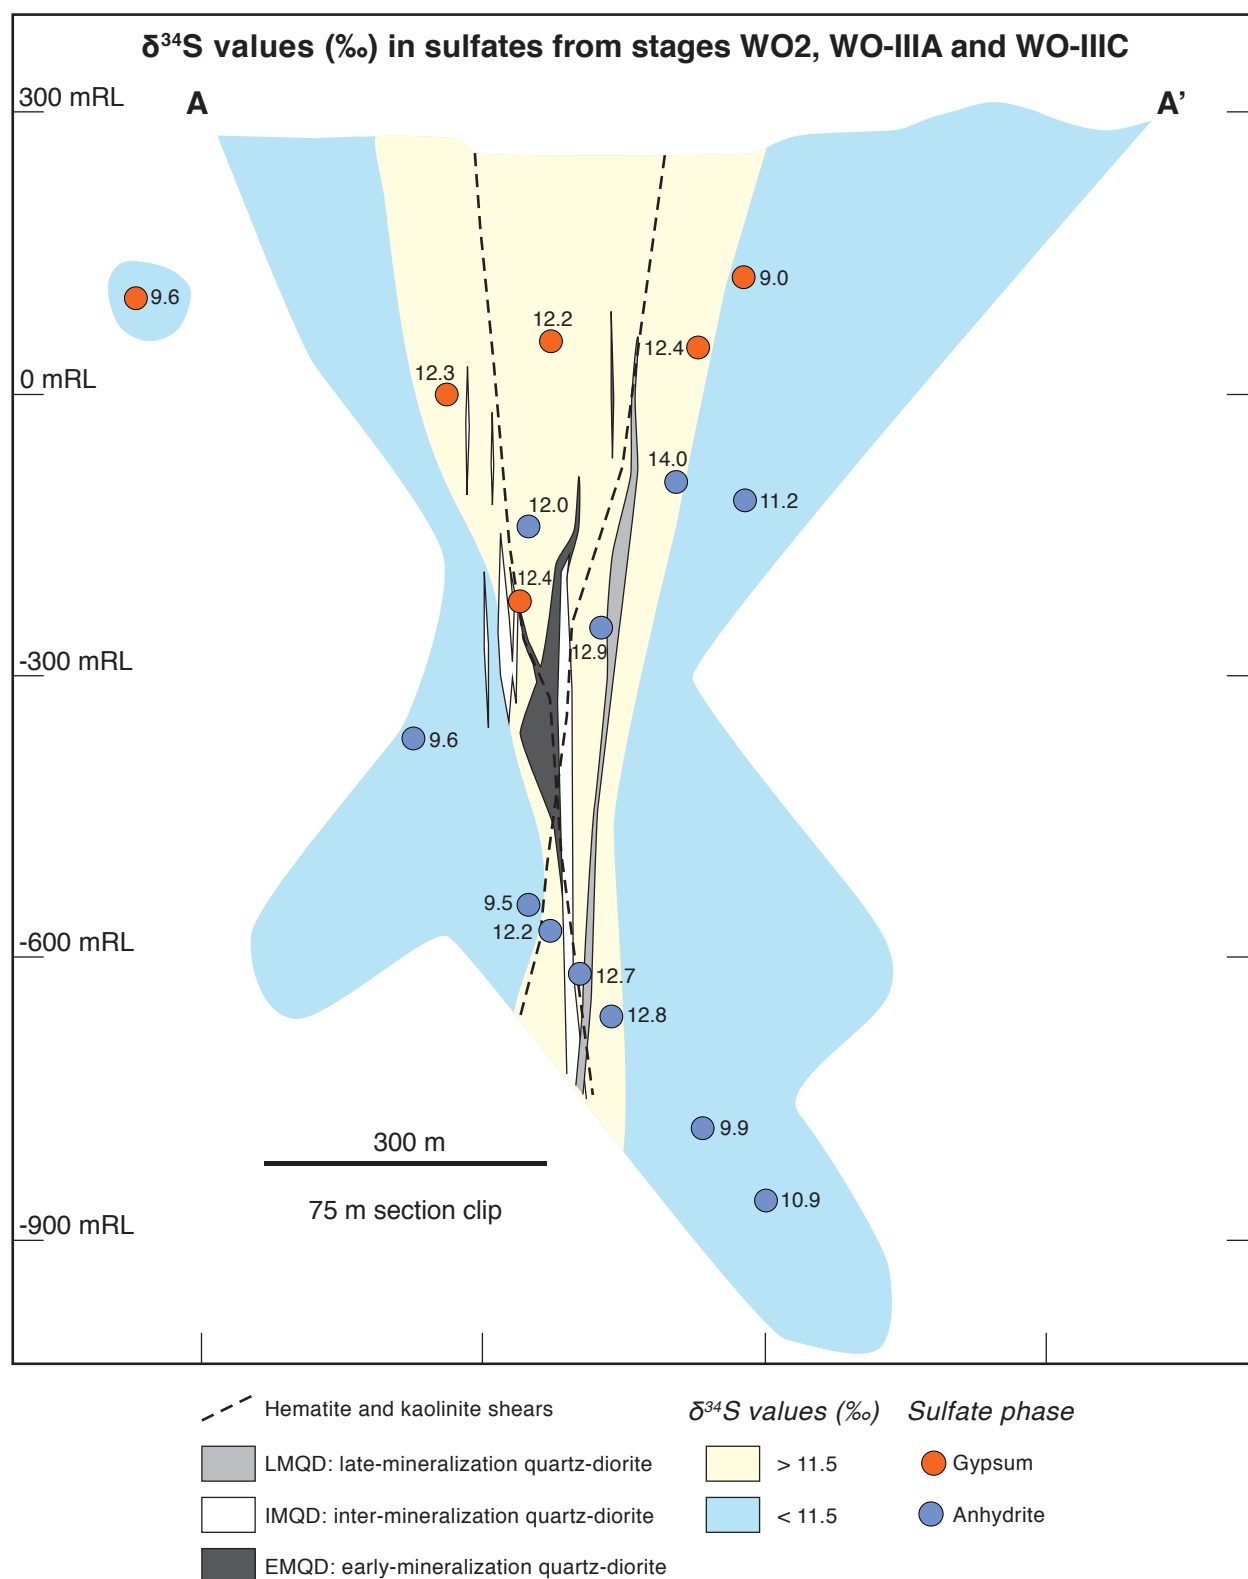 δ³⁴S values (‰) in sulfates from stages WO2, WO-IIIA and WO-IIIC
300 mRL
A
A’
9.6
9.0
12.2
12.4
12.3
0 mRL
14.0
11.2
12.0
12.4
12.9
-300 mRL
9.6
9.5
12.2
-600 mRL
12.7
12.8
9.9
300 m
10.9
75 m section clip
-900 mRL
Hematite and kaolinite shears
LMQD: late-mineralization quartz-diorite
IMQD: inter-mineralization quartz-diorite
EMQD: early-mineralization quartz-diorite
δ³⁴S values (‰)
> 11.5
< 11.5
Sulfate phase
Gypsum
Anhydrite